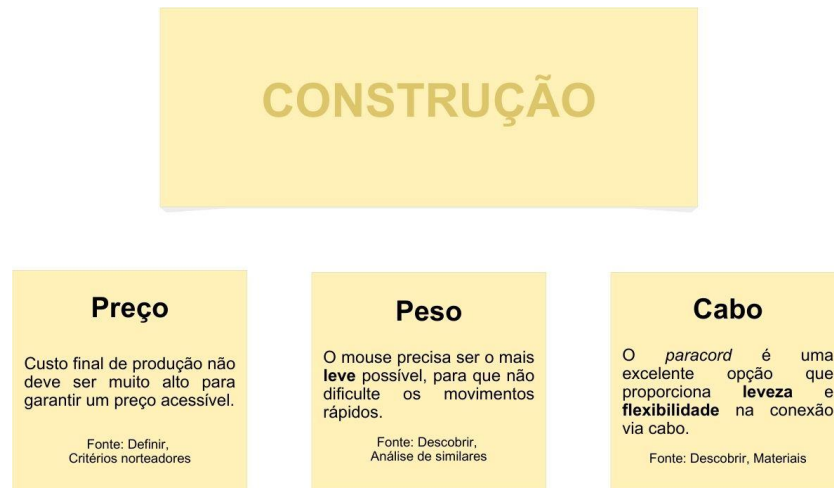 CONSTRUÇÃO
Preço
Custo final de produção não
deve ser muito alto para
garantir um preço acessível.
Fonte: Definir,
Critérios norteadores
Peso
O mouse precisa ser o mais
leve possível, para que não
dificulte os movimentos
rápidos.
Fonte: Descobrir,
Análise de similares
Cabo
O paracord é uma
excelente opção que
proporciona leveza e
flexibilidade na conexão
via cabo.
Fonte: Descobrir, Materiais